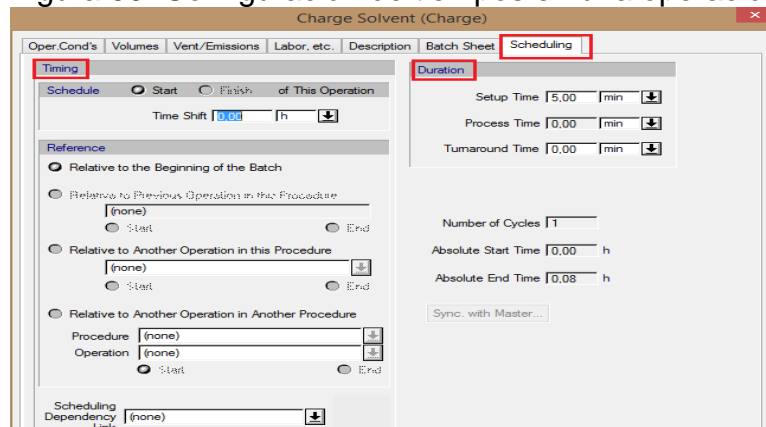 Charge Solvent (Charge)
Oper.Cond's Volumes Vent/Emissions Labor, etc. Description Batch Sheet Scheduling
Timing
Schedule Start Finish of This Operation
Time Shift 0,00 h
Reference
Relative to the Beginning of the Batch
Relative to Previous Operation in this Procedure
(none)
Start End
Relative to Another Operation in this Procedure
(none)
Start End
Relative to Another Operation in Another Procedure
Procedure (none)
Operation (none)
Start End
Scheduling
Dependency (none)
Link
Duration
Setup Time 5,00 min
Process Time 0,00 min
Turnaround Time 0,00 min
Number of Cycles 1
Absolute Start Time 0,00 h
Absolute End Time 0,08 h
Sync. with Master...